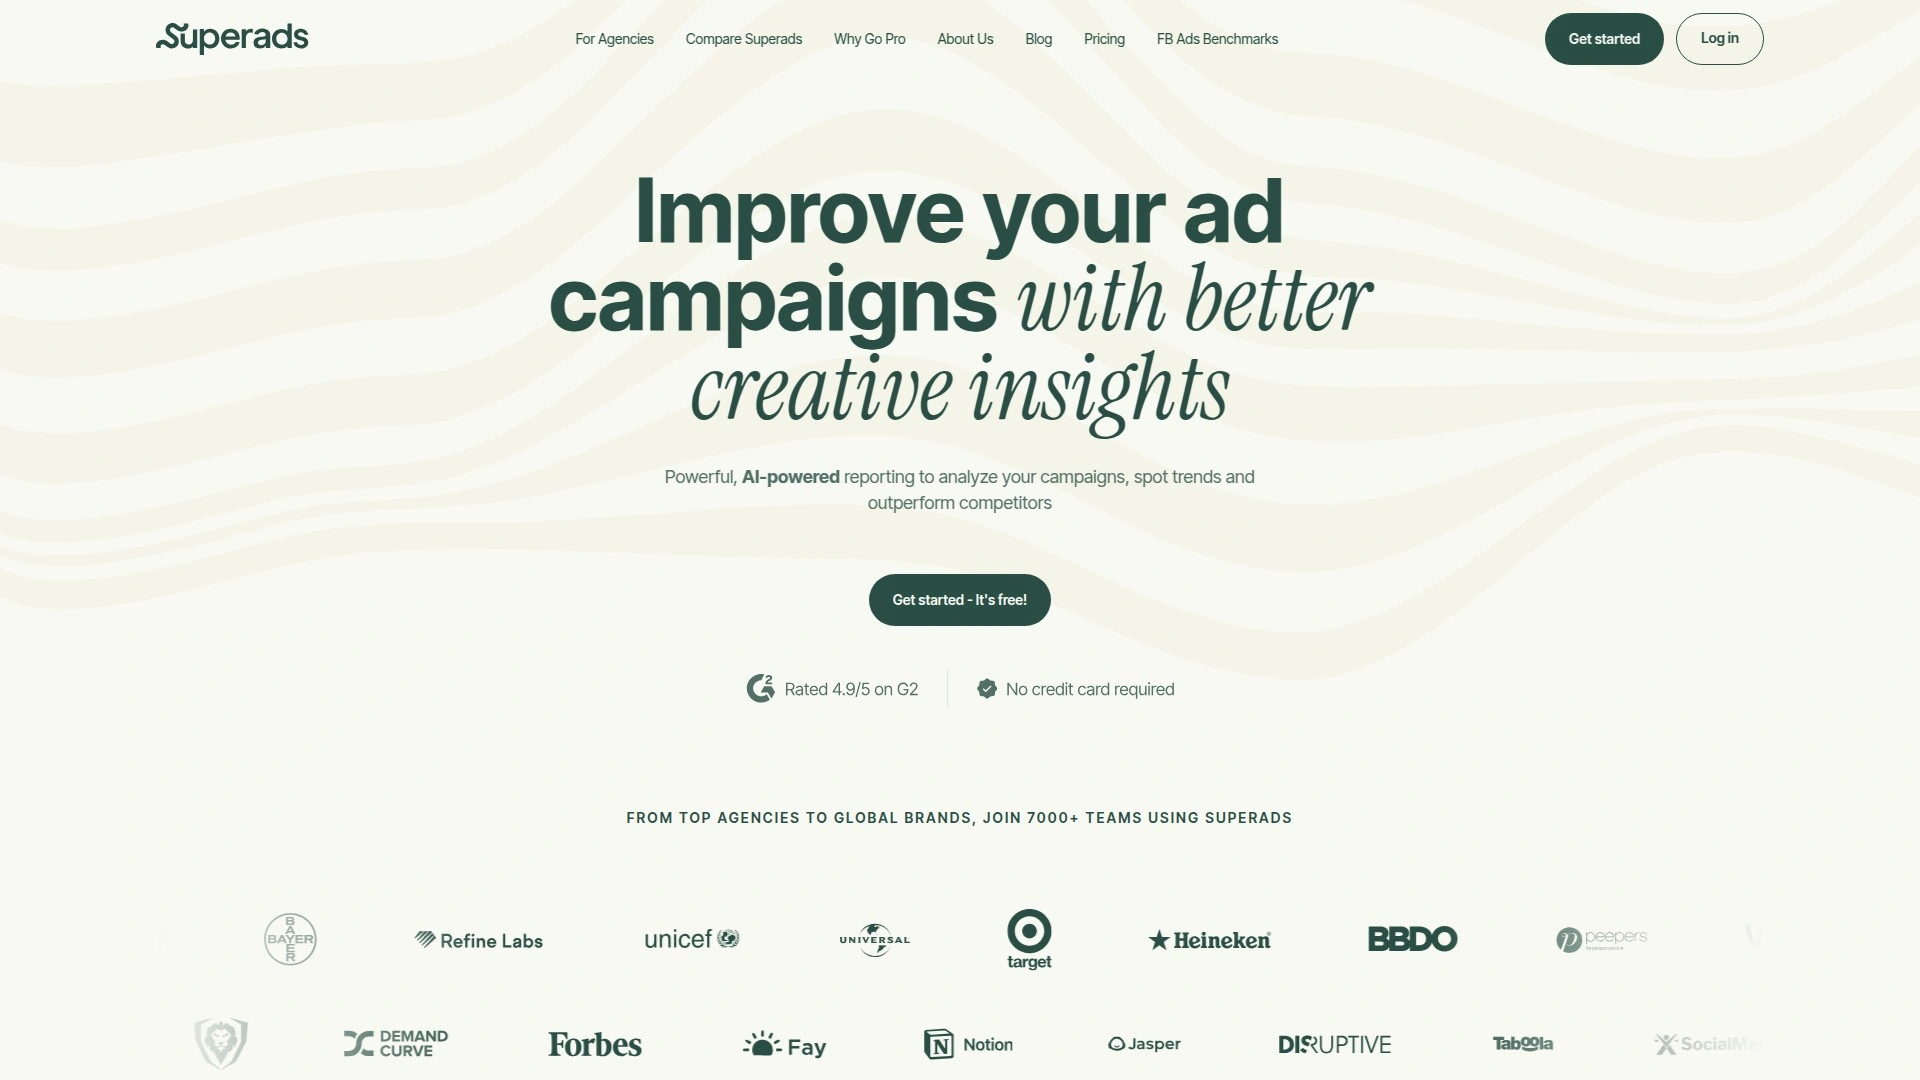 Superads
For Agencies
Compare Superads
Why Go Pro
About Us
Blog
Pricing
FB Ads Benchmarks
Get started
Log in
Improve your ad
campaigns with better
creative insights
Powerful, AI-powered reporting to analyze your campaigns, spot trends and
outperform competitors
Get started - It's free!
G2
Rated 4.9/5 on G2
No credit card required
FROM TOP AGENCIES TO GLOBAL BRANDS, JOIN 7000+ TEAMS USING SUPERADS
BAYER
BAYER
Refine Labs
unicef
UNIVERSAL
target
Heineken
BBDO
p peepers
DEMAND
CURVE
Forbes
Fay
N Notion
Jasper
DISRUPTIVE
Taboola
SocialMe